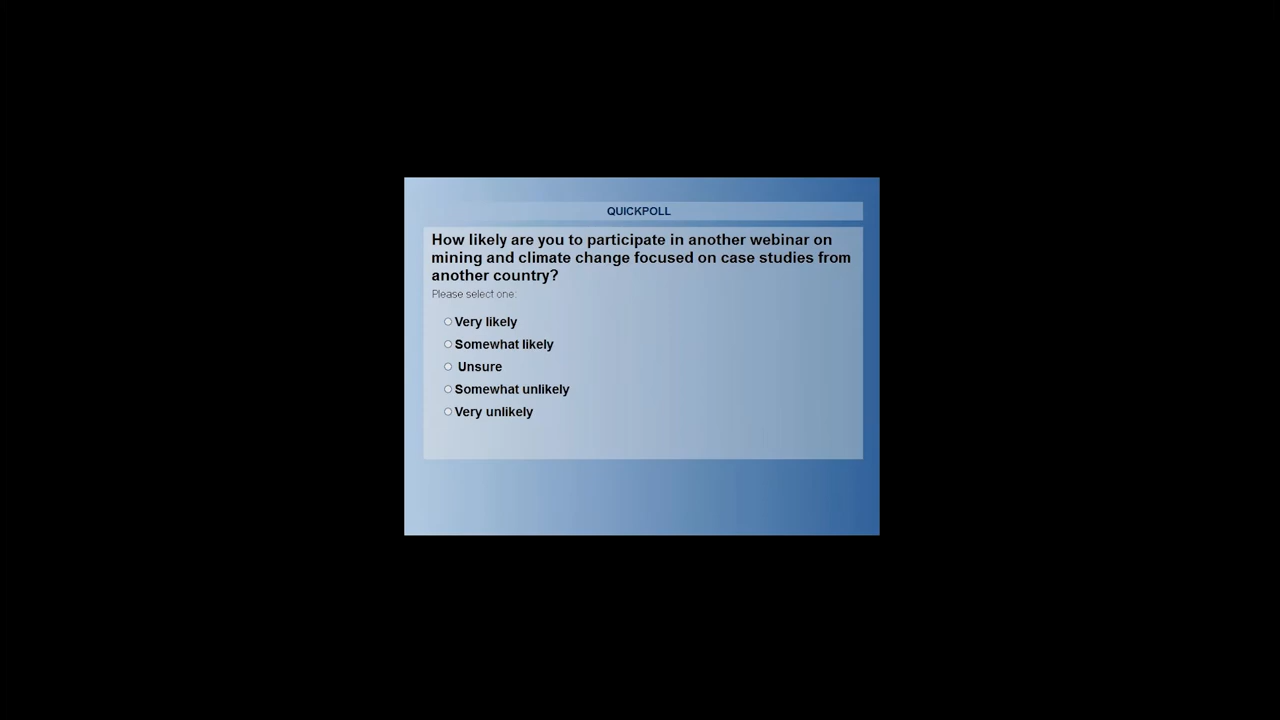 QUICKPOLL
How likely are you to participate in another webinar on
mining and climate change focused on case studies from
another country?
Please select one:
Very likely
Somewhat likely
Unsure
Somewhat unlikely
Very unlikely